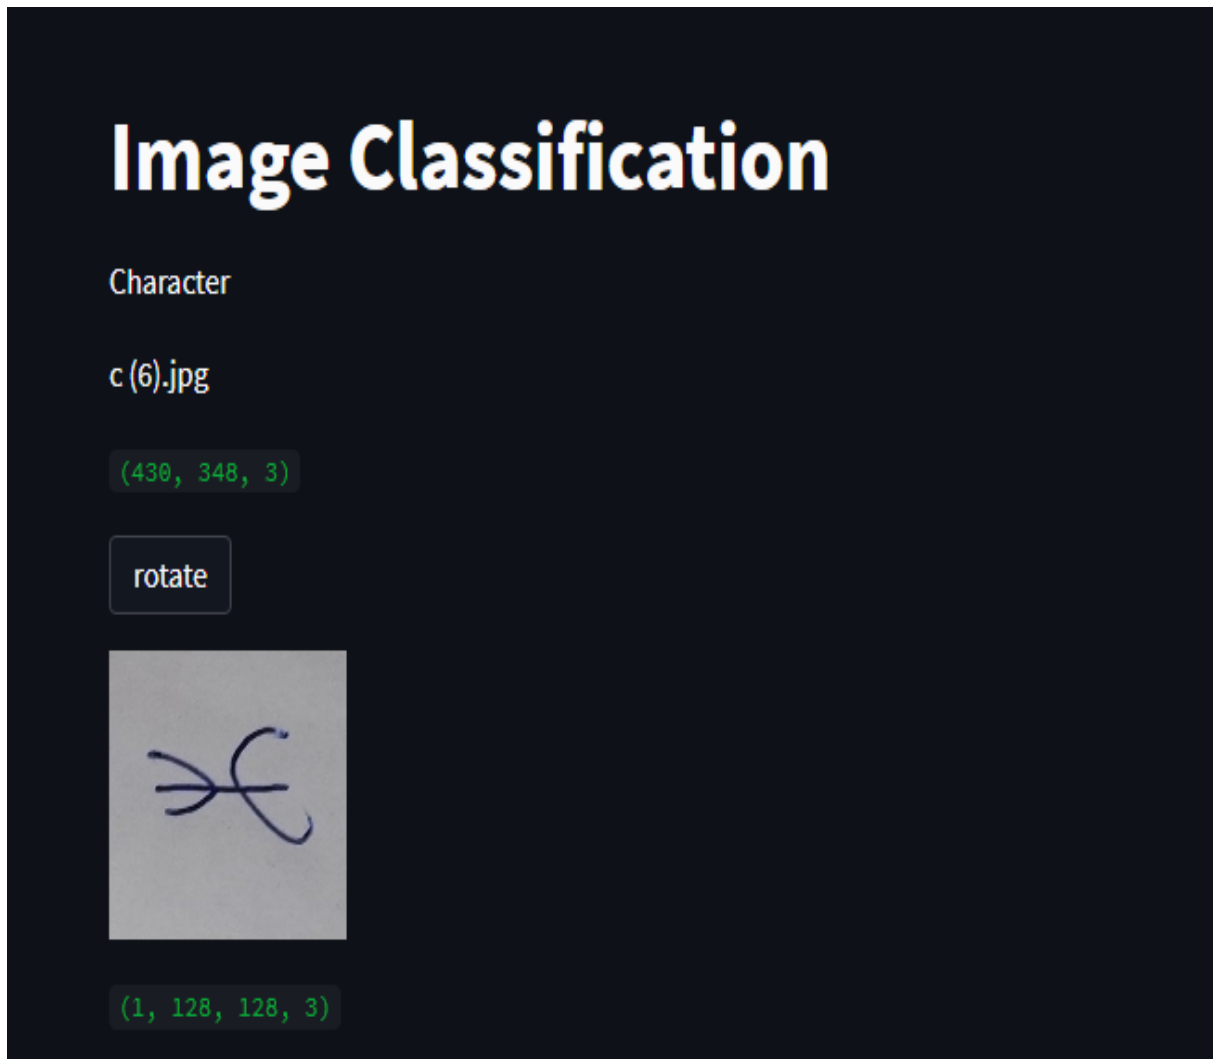 Image Classification
Character
c (6).jpg
(430, 348, 3)
rotate
(1, 128, 128, 3)